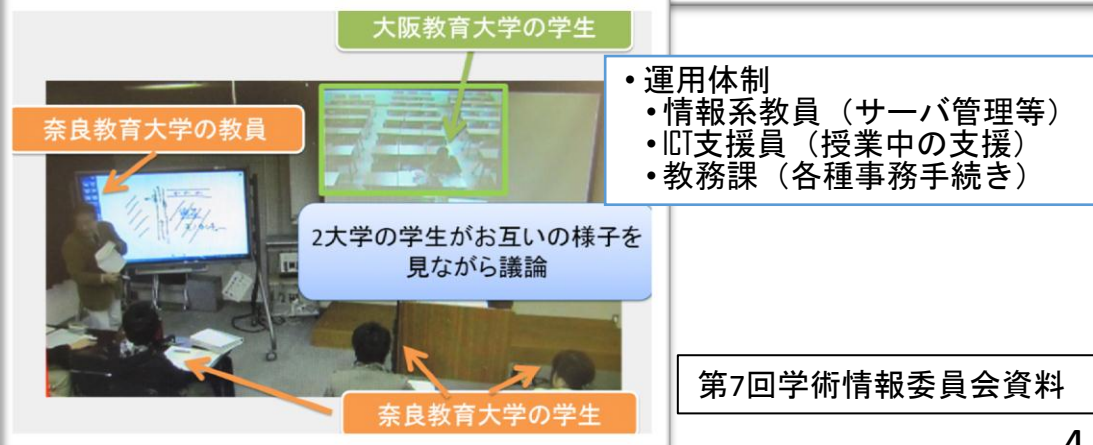 大阪教育大学の学生
奈良教育大学の教員
2大学の学生がお互いの様子を
見ながら議論
奈良教育大学の学生
• 運用体制
•情報系教員（サーバ管理等）
•ICT支援員（授業中の支援）
•教務課（各種事務手続き）
第7回学術情報委員会資料
4